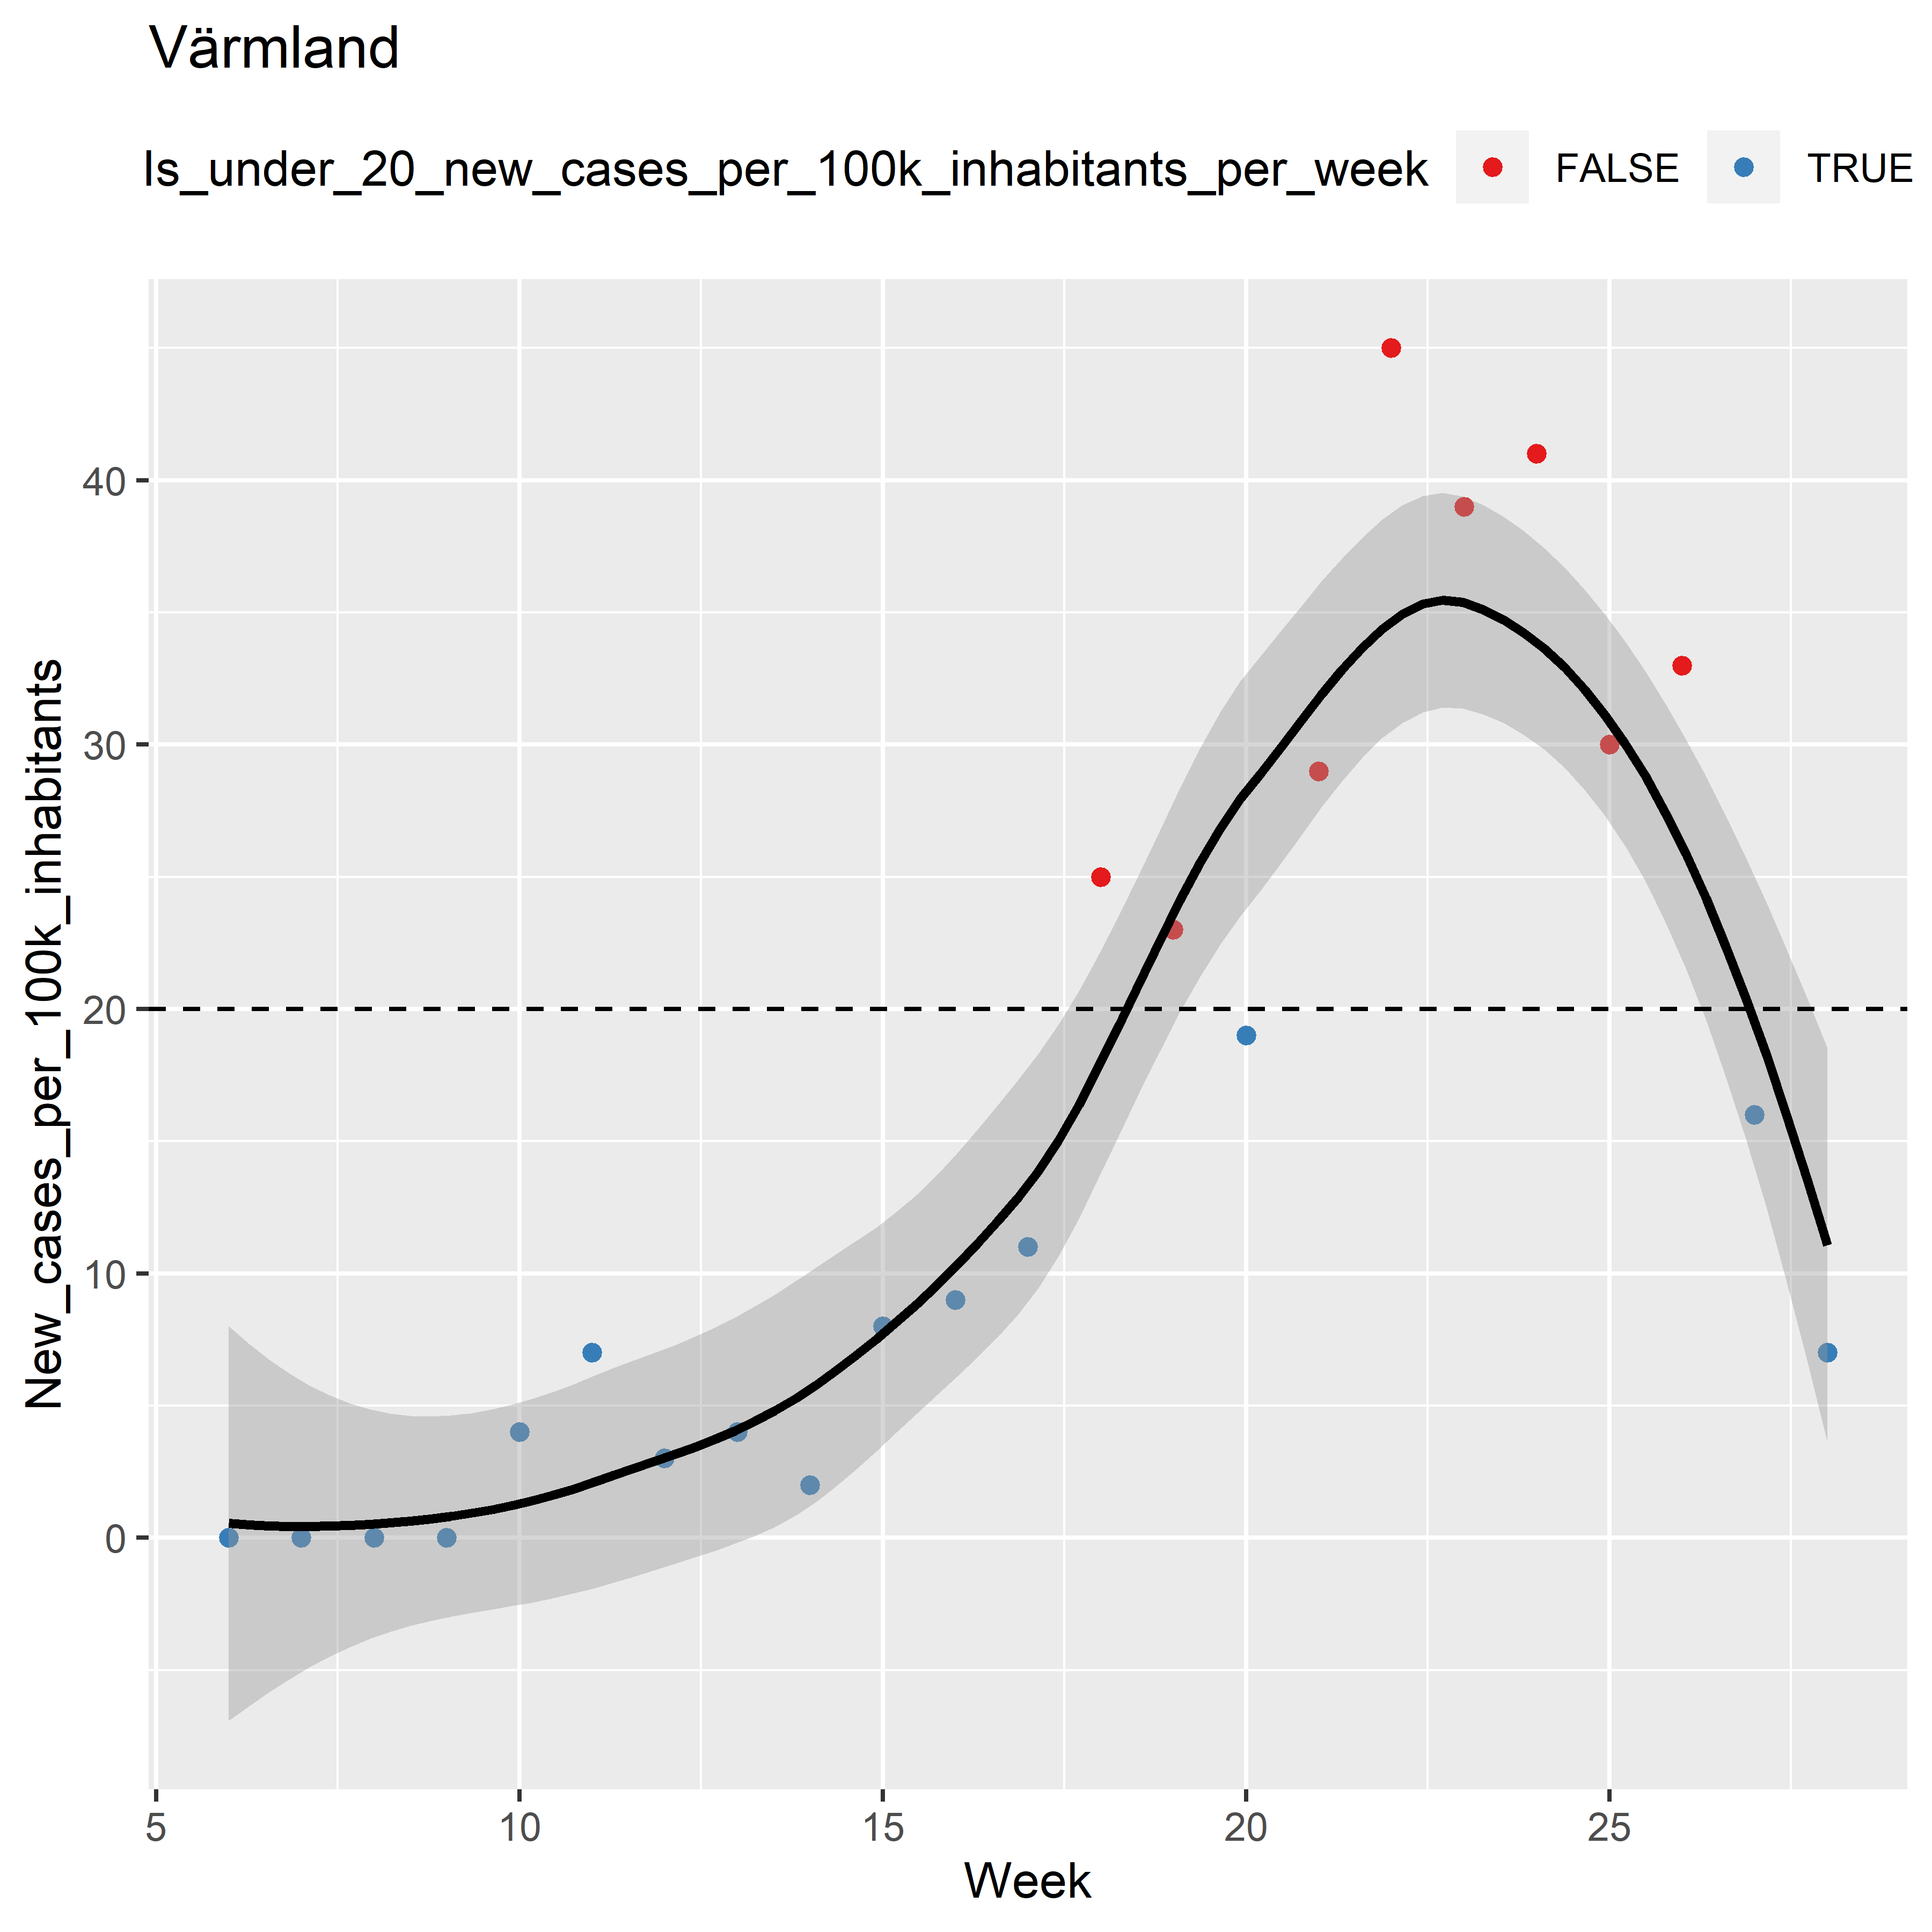 Värmland
Is_under_20_new_cases_per_100k_inhabitants_per_week FALSE TRUE
New_cases_per_100k_inhabitants
40
30
20
10
0
5 10 15 20 25
Week